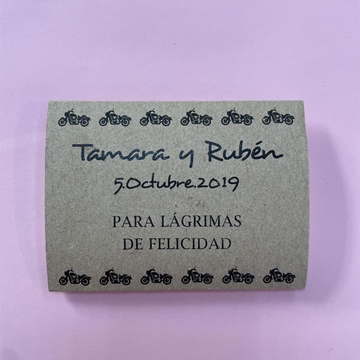 Tamara y Rubén
5.Octubre.2019
PARA LÁGRIMAS
DE FELICIDAD